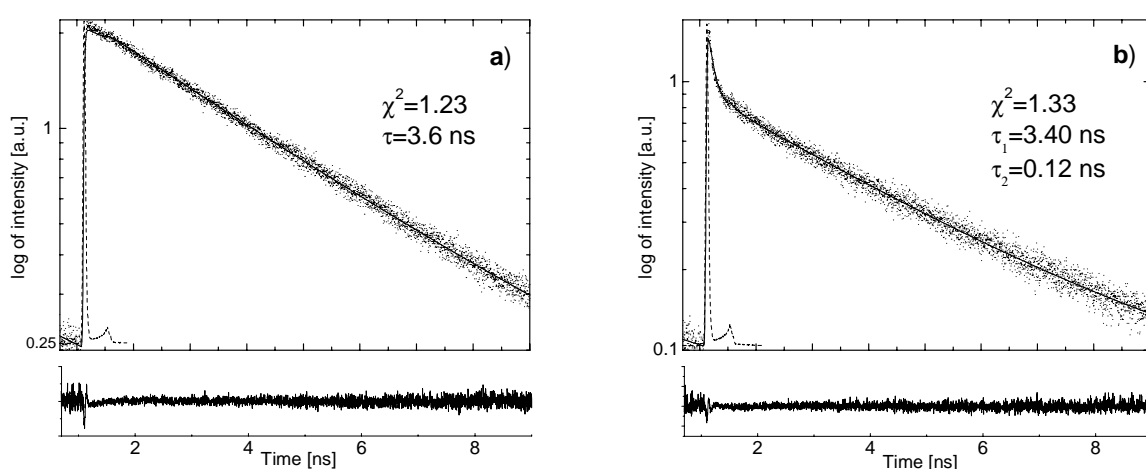 a)
χ²=1.23
τ=3.6 ns
log of intensity [a.u.]
1
0.25
2 4 6 8
Time [ns]
b)
χ²=1.33
τ₁=3.40 ns
τ₂=0.12 ns
log of intensity [a.u.]
1
0.1
2 4 6 8
Time [ns]